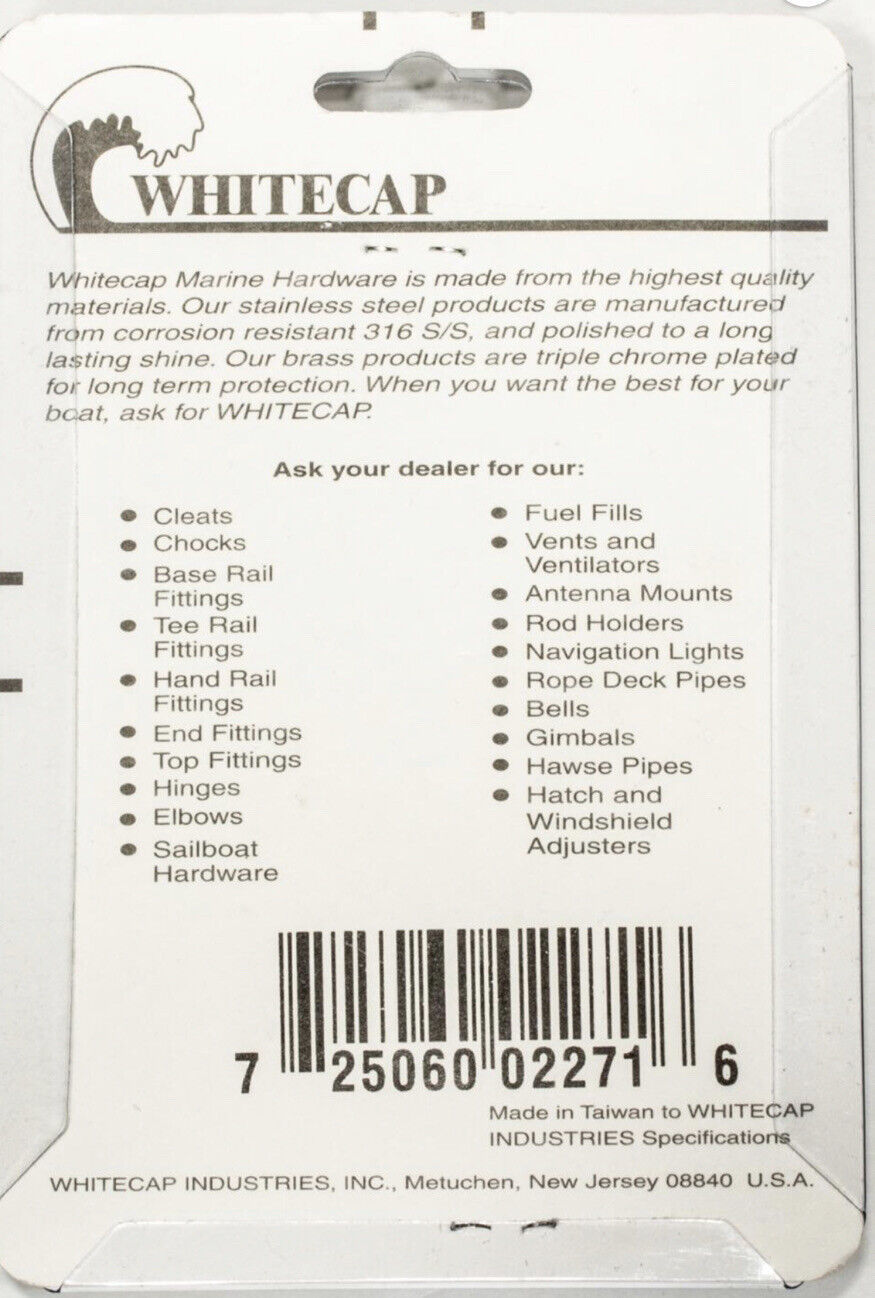 WHITECAP
Whitecap Marine Hardware is made from the highest quality
materials. Our stainless steel products are manufactured
from corrosion resistant 316 S/S, and polished to a long
lasting shine. Our brass products are triple chrome plated
for long term protection. When you want the best for your
boat, ask for WHITECAP.
Ask your dealer for our:
• Cleats
• Chocks
• Base Rail
Fittings
• Tee Rail
Fittings
• Hand Rail
Fittings
• End Fittings
• Top Fittings
• Hinges
• Elbows
• Sailboat
Hardware
• Fuel Fills
• Vents and
Ventilators
• Antenna Mounts
• Rod Holders
• Navigation Lights
• Rope Deck Pipes
• Bells
• Gimbals
• Hawse Pipes
• Hatch and
Windshield
Adjusters
7 25060 02271 6
Made in Taiwan to WHITECAP
INDUSTRIES Specifications
WHITECAP INDUSTRIES, INC., Metuchen, New Jersey 08840 U.S.A.